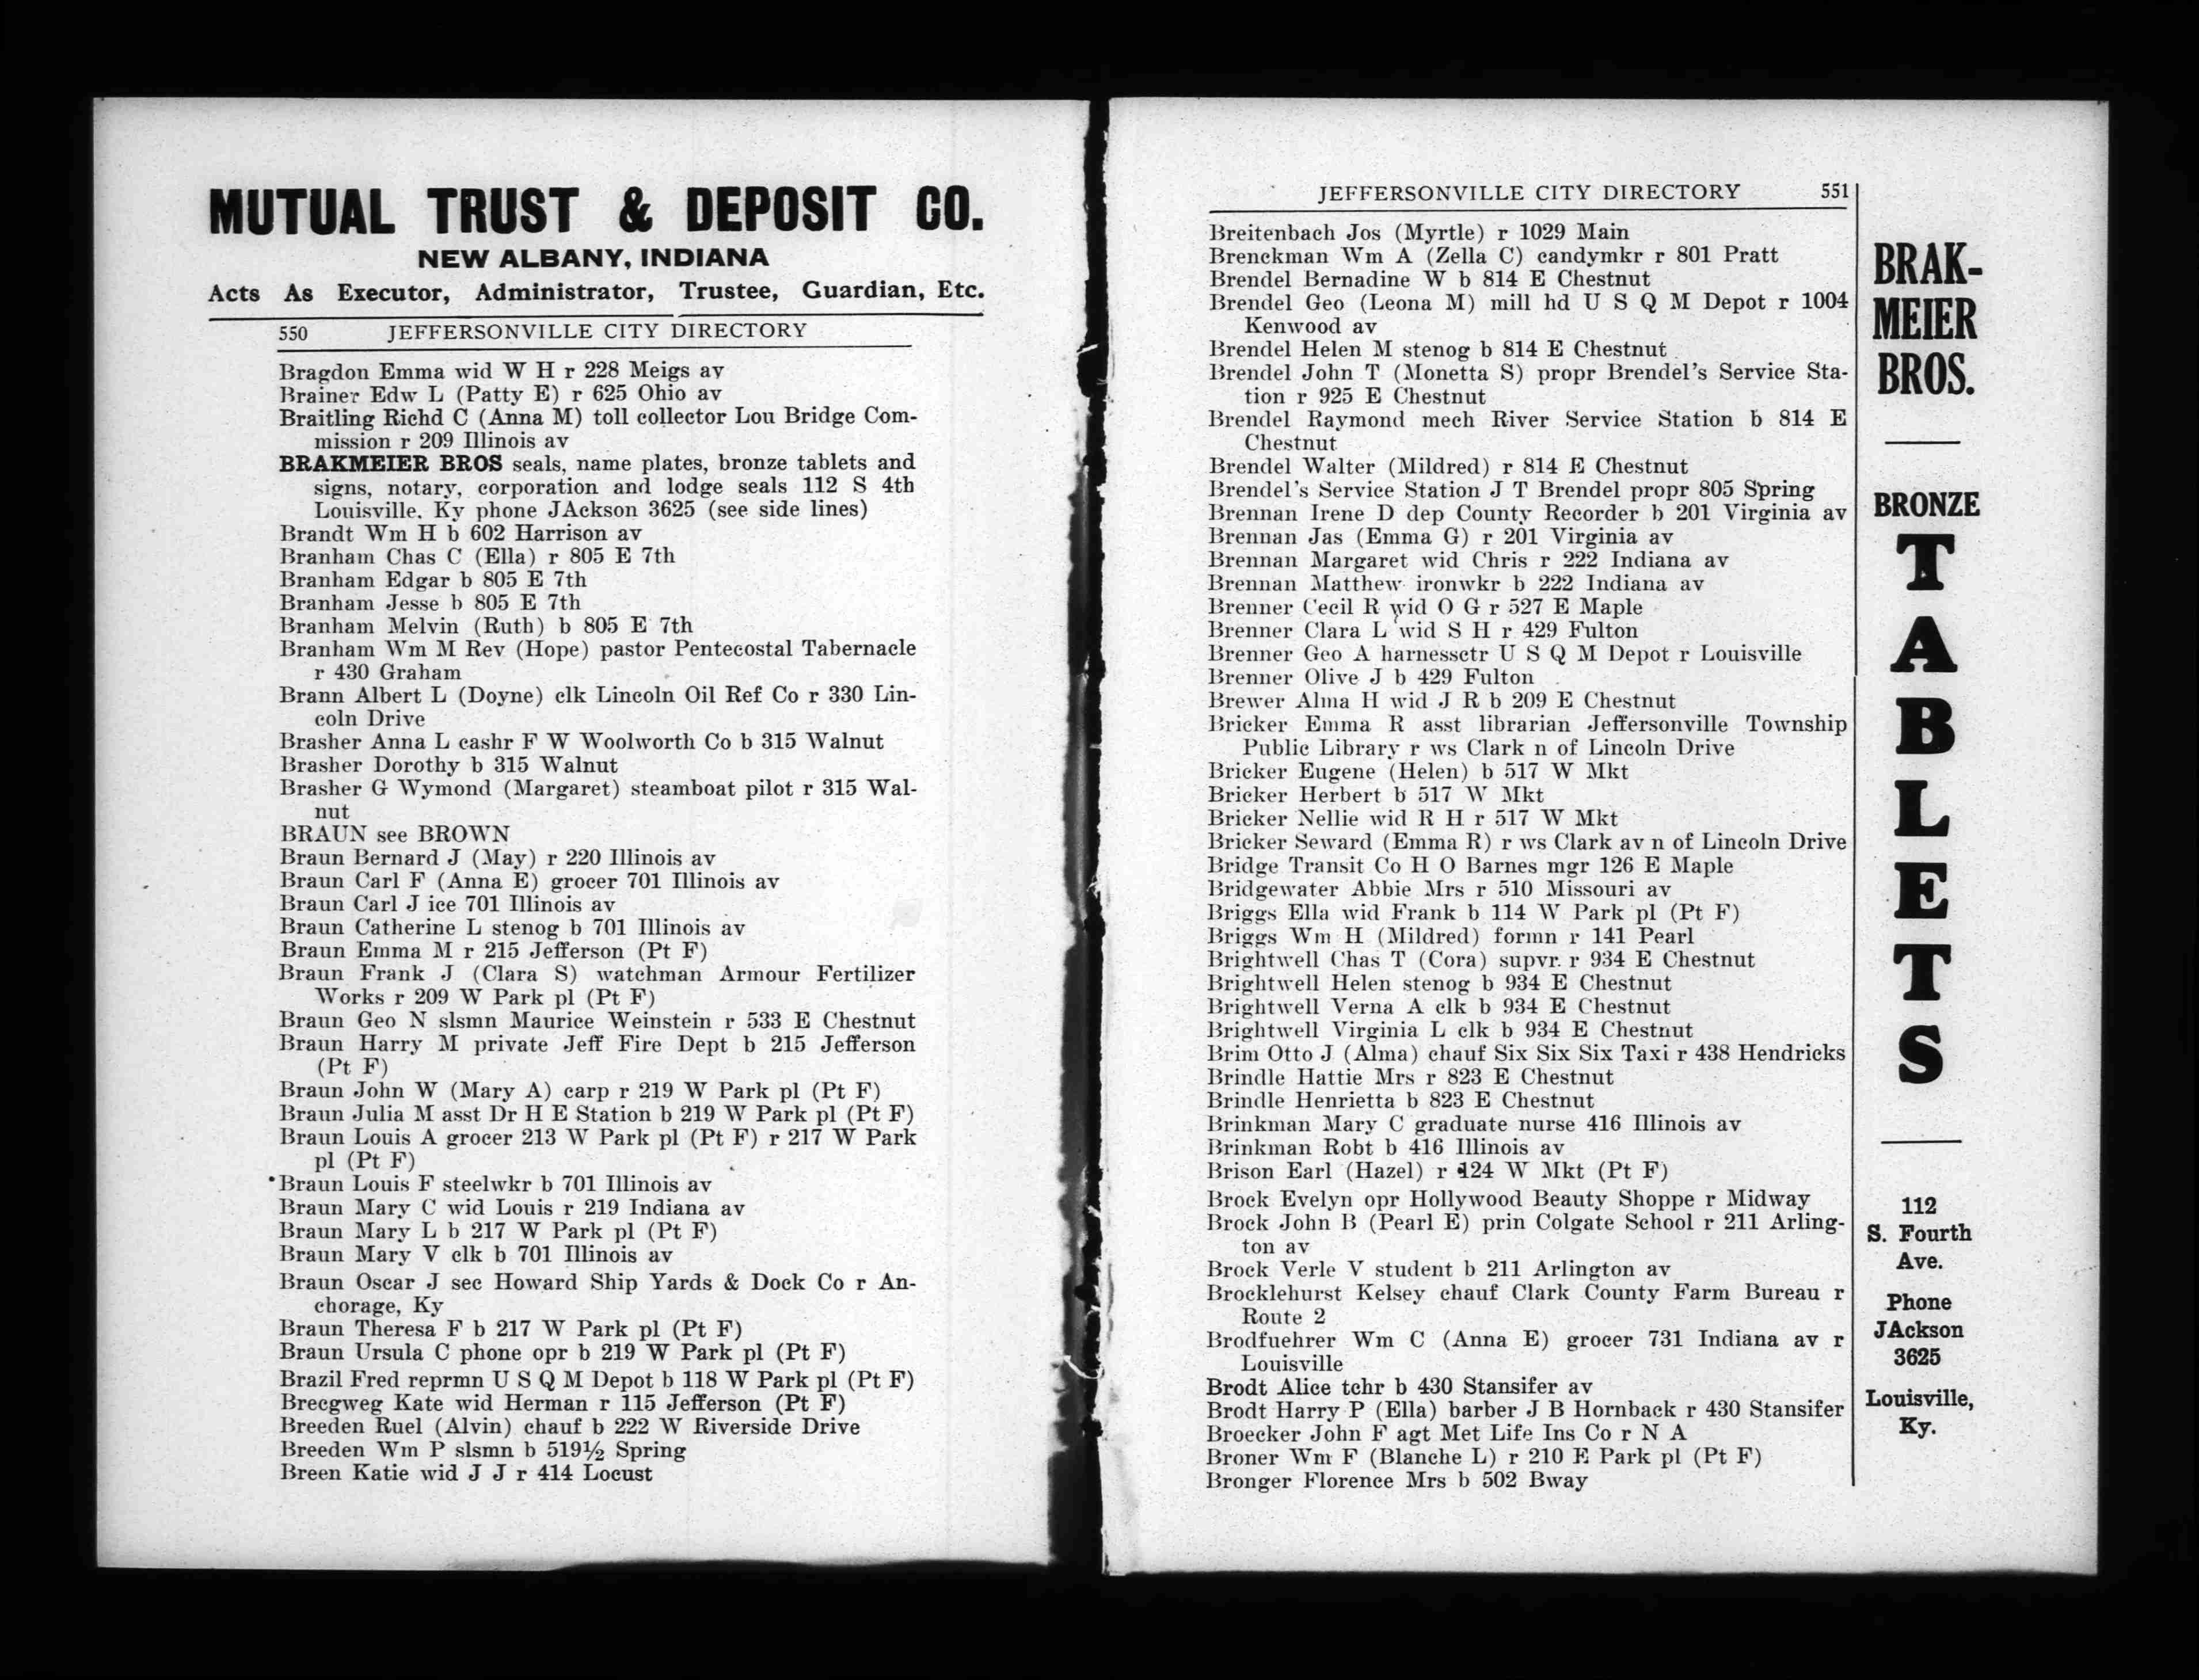 MUTUAL TRUST & DEPOSIT CO.
NEW ALBANY, INDIANA
Acts As Executor, Administrator, Trustee, Guardian, Etc.
550 JEFFERSONVILLE CITY DIRECTORY
Bragdon Emma wid W H r 228 Meigs av
Brainer Edw L (Patty E) r 625 Ohio av
Braitling Richd C (Anna M) toll collector Lou Bridge Com-
mission r 209 Illinois av
BRAKMEIER BROS seals, name plates, bronze tablets and
signs, notary, corporation and lodge seals 112 S 4th
Louisville, Ky phone JAckson 3625 (see side lines)
Brandt Wm H b 602 Harrison av
Branham Chas C (Ella) r 805 E 7th
Branham Edgar b 805 E 7th
Branham Jesse b 805 E 7th
Branham Melvin (Ruth) b 805 E 7th
Branham Wm M Rev (Hope) pastor Pentecostal Tabernacle
r 430 Graham
Brann Albert L (Doyne) clk Lincoln Oil Ref Co r 330 Lin-
coln Drive
Brasher Anna L cashr F W Woolworth Co b 315 Walnut
Brasher Dorothy b 315 Walnut
Brasher G Wymond (Margaret) steamboat pilot r 315 Wal-
nut
BRAUN see BROWN
Braun Bernard J (May) r 220 Illinois av
Braun Carl F (Anna E) grocer 701 Illinois av
Braun Carl J ice 701 Illinois av
Braun Catherine L stenog b 701 Illinois av
Braun Emma M r 215 Jefferson (Pt F)
Braun Frank J (Clara S) watchman Armour Fertilizer
Works r 209 W Park pl (Pt F)
Braun Geo N slsmn Maurice Weinstein r 533 E Chestnut
Braun Harry M private Jeff Fire Dept b 215 Jefferson
(Pt F)
Braun John W (Mary A) carp r 219 W Park pl (Pt F)
Braun Julia M asst Dr H E Station b 219 W Park pl (Pt F)
Braun Louis A grocer 213 W Park pl (Pt F) r 217 W Park
pl (Pt F)
Braun Louis F steelwkr b 701 Illinois av
Braun Mary C wid Louis r 219 Indiana av
Braun Mary L b 217 W Park pl (Pt F)
Braun Mary V clk b 701 Illinois av
Braun Oscar J sec Howard Ship Yards & Dock Co r An-
chorage, Ky
Braun Theresa F b 217 W Park pl (Pt F)
Braun Ursula C phone opr b 219 W Park pl (Pt F)
Brazil Fred reprmn U S Q M Depot b 118 W Park pl (Pt F)
Brecgweg Kate wid Herman r 115 Jefferson (Pt F)
Breeden Ruel (Alvin) chauf b 222 W Riverside Drive
Breeden Wm P slsmn b 519½ Spring
Breen Katie wid J J r 414 Locust
JEFFERSONVILLE CITY DIRECTORY 551
Breitenbach Jos (Myrtle) r 1029 Main
Brenckman Wm A (Zella C) candymkr r 801 Pratt
Brendel Bernadine W b 814 E Chestnut
Brendel Geo (Leona M) mill hd U S Q M Depot r 1004
Kenwood av
Brendel Helen M stenog b 814 E Chestnut
Brendel John T (Monetta S) propr Brendel's Service Sta-
tion r 925 E Chestnut
Brendel Raymond mech River Service Station b 814 E
Chestnut
Brendel Walter (Mildred) r 814 E Chestnut
Brendel's Service Station J T Brendel propr 805 Spring
Brennan Irene D dep County Recorder b 201 Virginia av
Brennan Jas (Emma G) r 201 Virginia av
Brennan Margaret wid Chris r 222 Indiana av
Brennan Matthew ironwkr b 222 Indiana av
Brenner Cecil R wid O G r 527 E Maple
Brenner Clara L wid S H r 429 Fulton
Brenner Geo A harnessctr U S Q M Depot r Louisville
Brenner Olive J b 429 Fulton
Brewer Alma H wid J R b 209 E Chestnut
Bricker Emma R asst librarian Jeffersonville Township
Public Library r ws Clark n of Lincoln Drive
Bricker Eugene (Helen) b 517 W Mkt
Bricker Herbert b 517 W Mkt
Bricker Nellie wid R H r 517 W Mkt
Bricker Seward (Emma R) r ws Clark av n of Lincoln Drive
Bridge Transit Co H O Barnes mgr 126 E Maple
Bridgewater Abbie Mrs r 510 Missouri av
Briggs Ella wid Frank b 114 W Park pl (Pt F)
Briggs Wm H (Mildred) formn r 141 Pearl
Brightwell Chas T (Cora) supvr. r 934 E Chestnut
Brightwell Helen stenog b 934 E Chestnut
Brightwell Verna A clk b 934 E Chestnut
Brightwell Virginia L clk b 934 E Chestnut
Brim Otto J (Alma) chauf Six Six Six Taxi r 438 Hendricks
Brindle Hattie Mrs r 823 E Chestnut
Brindle Henrietta b 823 E Chestnut
Brinkman Mary C graduate nurse 416 Illinois av
Brinkman Robt b 416 Illinois av
Brison Earl (Hazel) r 424 W Mkt (Pt F)
Brock Evelyn opr Hollywood Beauty Shoppe r Midway
Brock John B (Pearl E) prin Colgate School r 211 Arling-
ton av
Brock Verle V student b 211 Arlington av
Brocklehurst Kelsey chauf Clark County Farm Bureau r
Route 2
Brodfuehrer Wm C (Anna E) grocer 731 Indiana av r
Louisville
Brodt Alice tchr b 430 Stansifer av
Brodt Harry P (Ella) barber J B Hornback r 430 Stansifer
Broecker John F agt Met Life Ins Co r N A
Broner Wm F (Blanche L) r 210 E Park pl (Pt F)
Bronger Florence Mrs b 502 Bway
BRAK-
MEIER
BROS.
BRONZE
T
A
B
L
E
T
S
112
S. Fourth
Ave.
Phone
JAckson
3625
Louisville,
Ky.